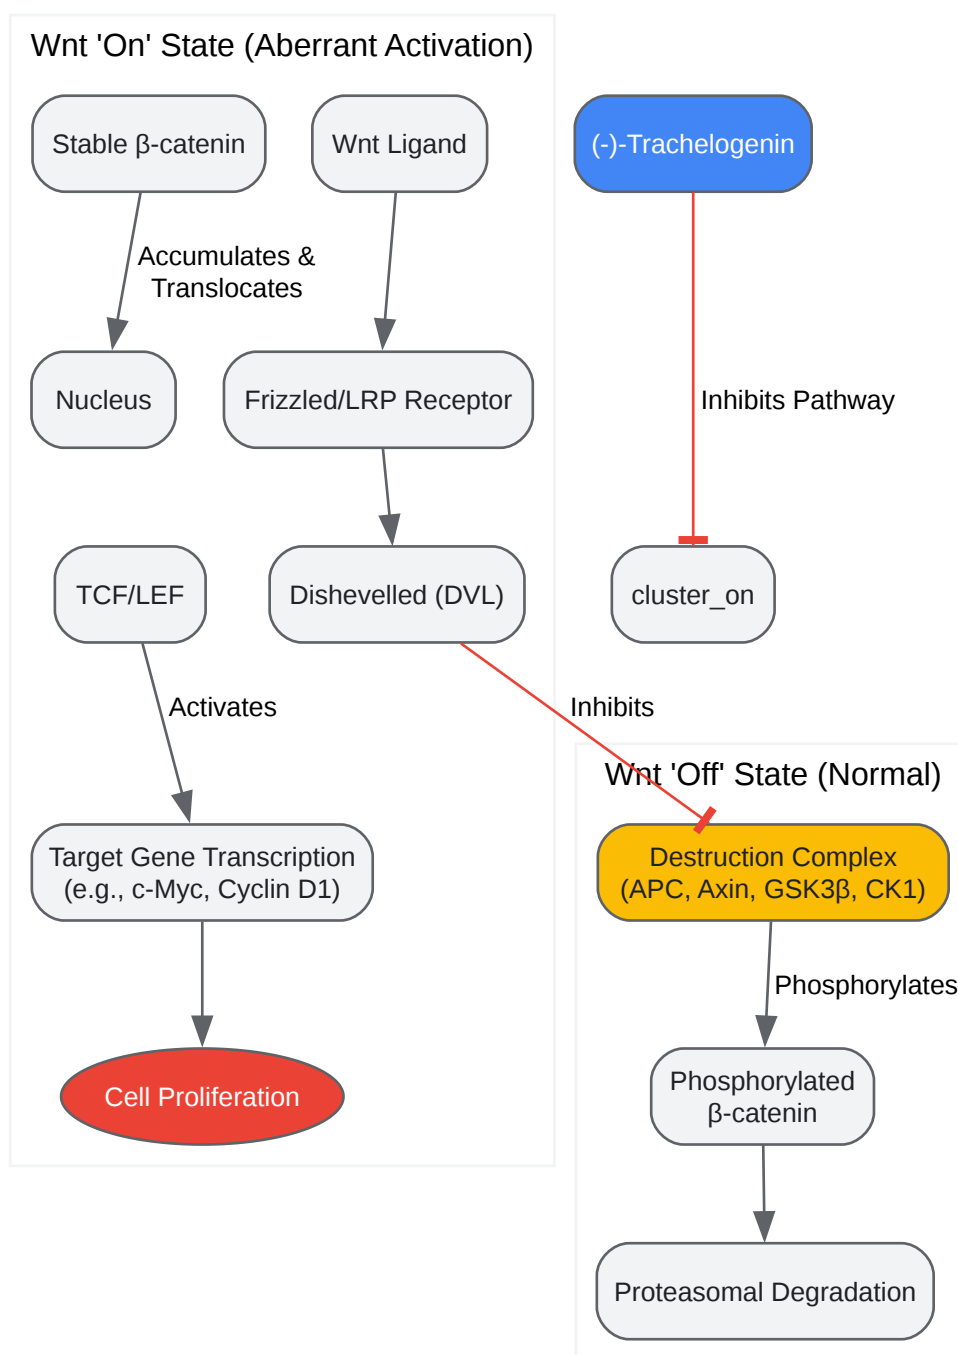 Wnt 'On' State (Aberrant Activation)
Stable β-catenin
Wnt Ligand
(-)-Trachelogenin
Accumulates &
Translocates
Nucleus
Frizzled/LRP Receptor
Inhibits Pathway
TCF/LEF
Dishevelled (DVL)
cluster_on
Activates
Inhibits
Wnt 'Off' State (Normal)
Target Gene Transcription
(e.g., c-Myc, Cyclin D1)
Destruction Complex
(APC, Axin, GSK3β, CK1)
Phosphorylates
Cell Proliferation
Phosphorylated
β-catenin
Proteasomal Degradation